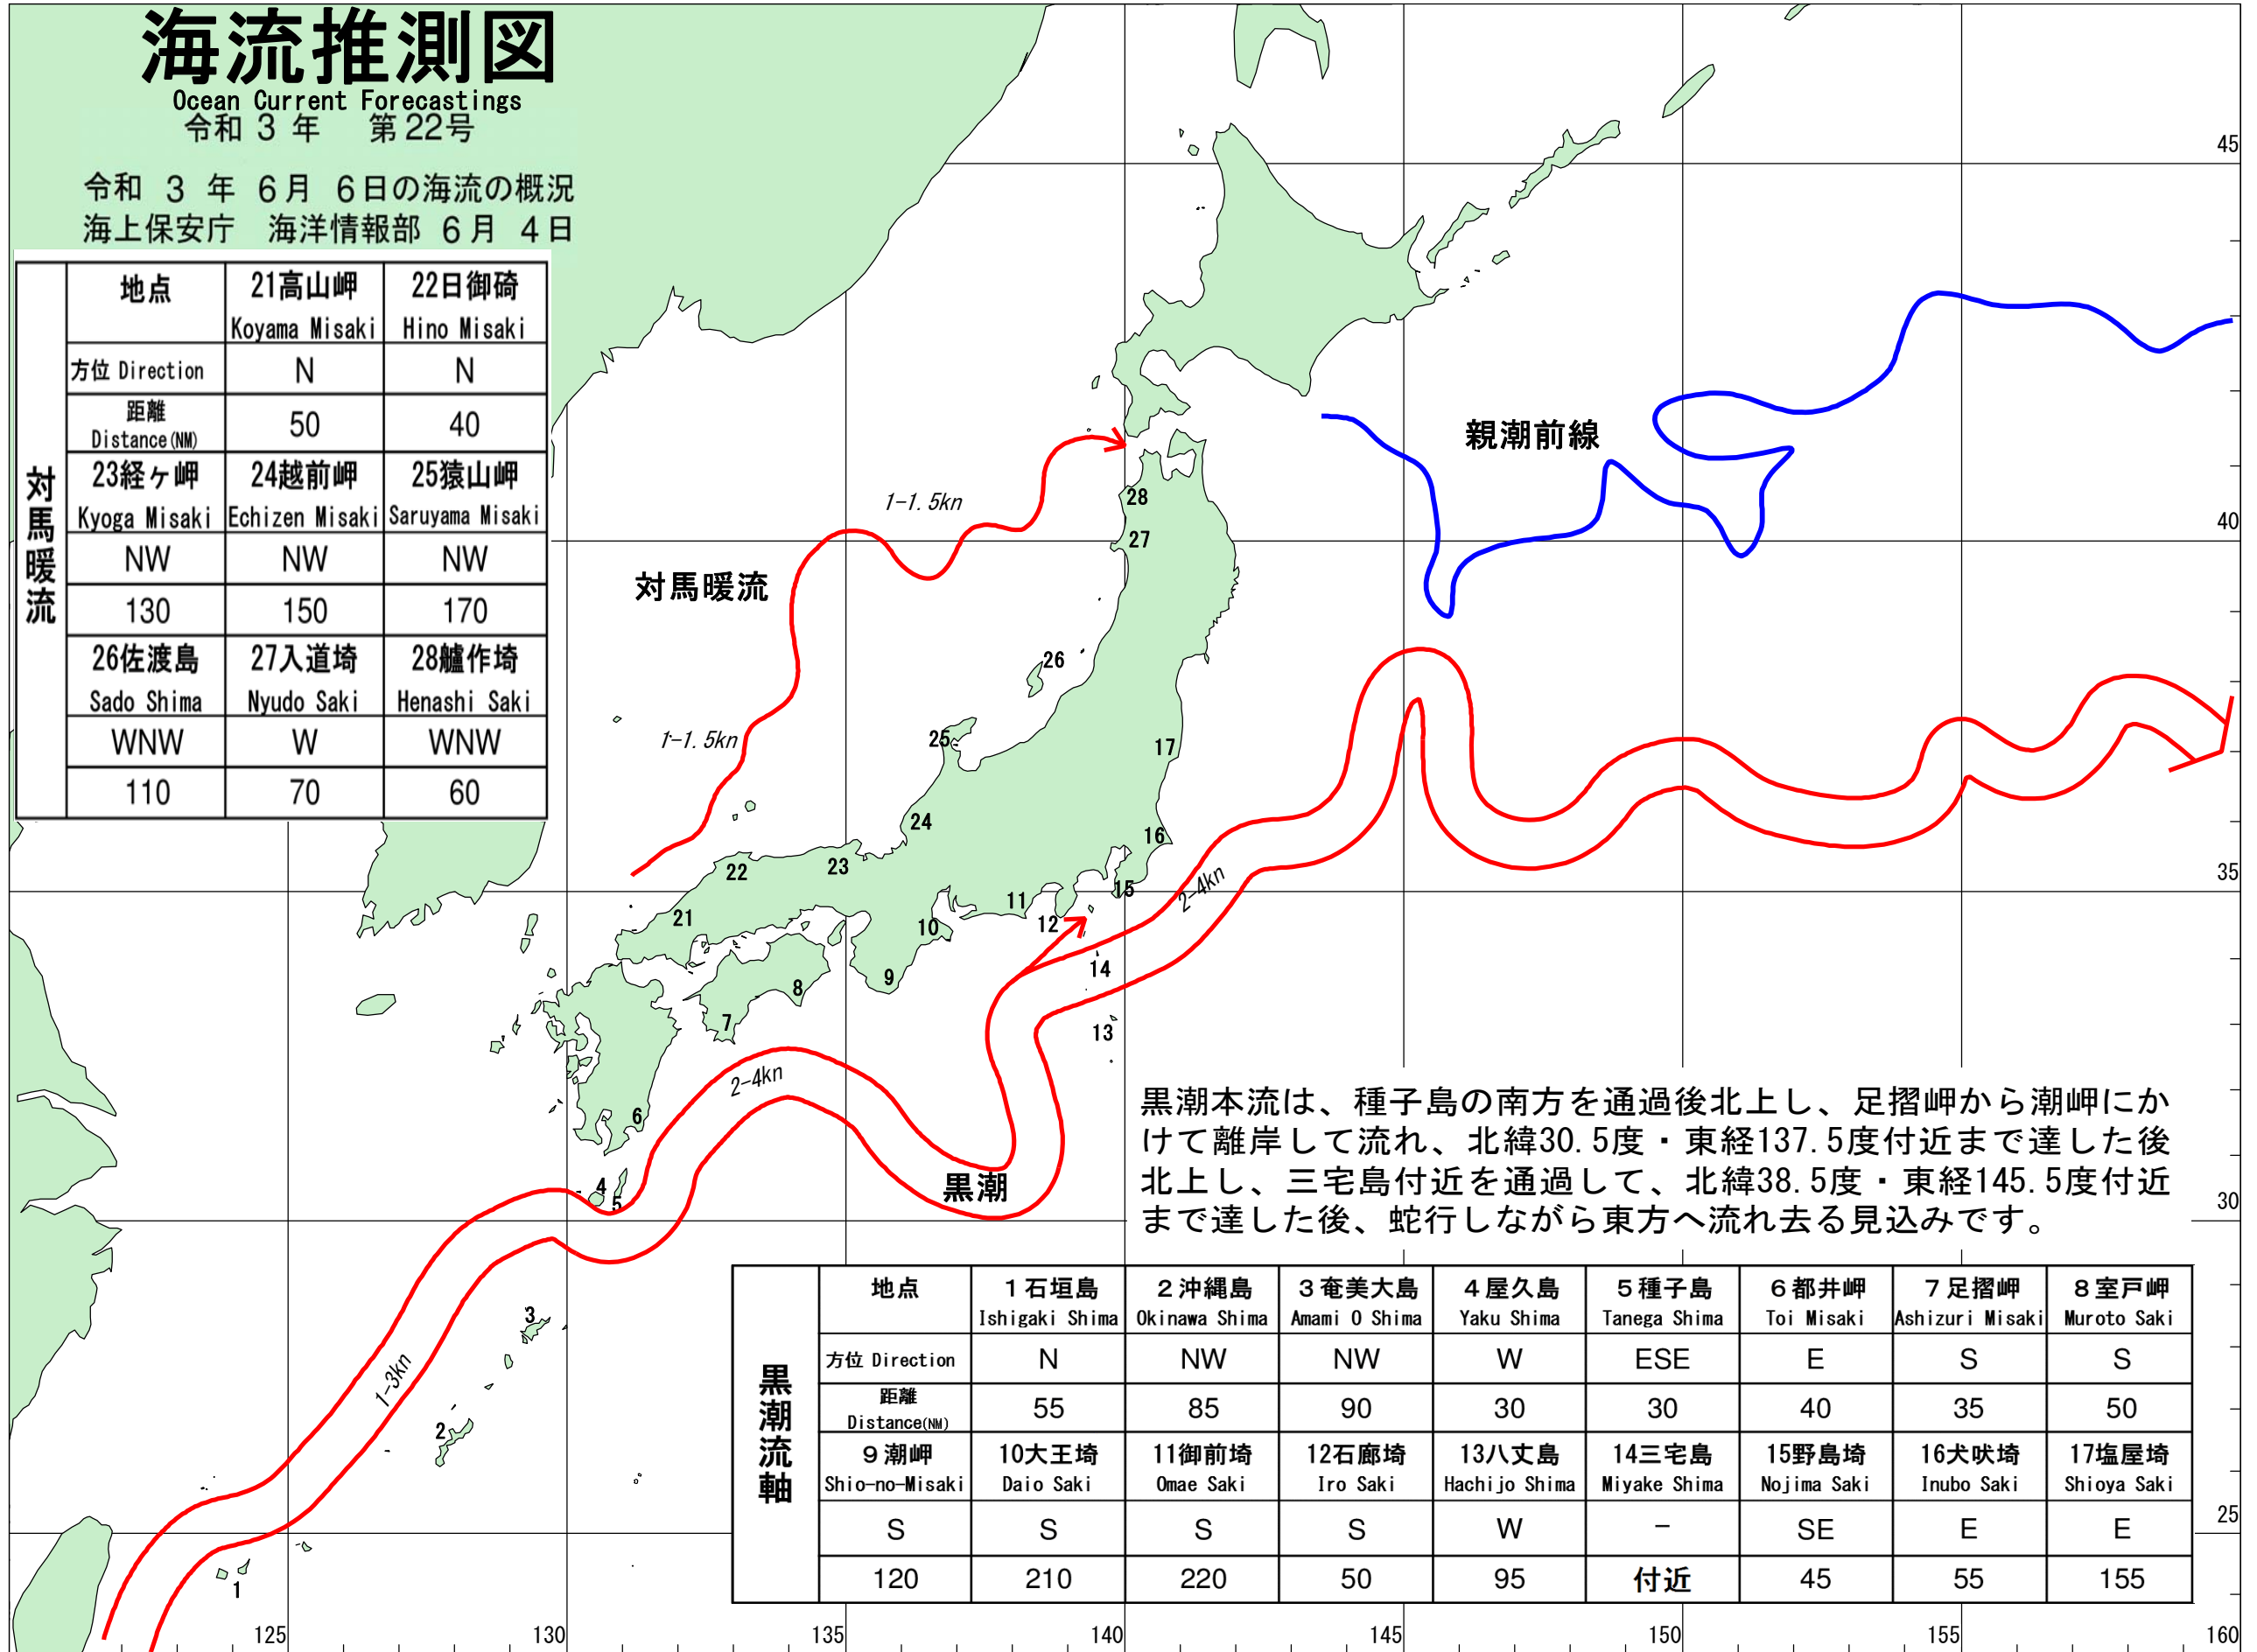 海流推測図
Ocean Current Forecastings
令和 3 年 第22号
令和 3 年 6月 6日の海流の概況
海上保安庁 海洋情報部 6月 4日
対馬暖流
地点 21高山岬 22日御碕
Koyama Misaki Hino Misaki
方位 Direction N N
距離 Distance(NM) 50 40
23経ヶ岬 24越前岬 25猿山岬
Kyoga Misaki Echizen Misaki Saruyama Misaki
NW NW NW
130 150 170
26佐渡島 27入道埼 28艫作埼
Sado Shima Nyudo Saki Henashi Saki
WNW W WNW
110 70 60
45
親潮前線
1-1.5kn
28
40
27
対馬暖流
26
1-1.5kn
25
17
24
16
22
23
35
15
2-4kn
11
21
12
10
14
9
8
7
13
2-4kn
6
黒潮本流は、種子島の南方を通過後北上し、足摺岬から潮岬にか
けて離岸して流れ、北緯30.5度・東経137.5度付近まで達した後
北上し、三宅島付近を通過して、北緯38.5度・東経145.5度付近
まで達した後、蛇行しながら東方へ流れ去る見込みです。
黒潮
4
5
30
3
1-3kn
2
黒潮流軸
地点 1石垣島 2沖縄島 3奄美大島 4屋久島 5種子島 6都井岬 7足摺岬 8室戸岬
Ishigaki Shima Okinawa Shima Amami O Shima Yaku Shima Tanega Shima Toi Misaki Ashizuri Misaki Muroto Saki
方位 Direction N NW NW W ESE E S S
距離 Distance(NM) 55 85 90 30 30 40 35 50
9潮岬 10大王埼 11御前埼 12石廊埼 13八丈島 14三宅島 15野島埼 16犬吠埼 17塩屋埼
Shio-no-Misaki Daio Saki Omae Saki Iro Saki Hachijo Shima Miyake Shima Nojima Saki Inubo Saki Shioya Saki
S S S S W − SE E E
120 210 220 50 95 付近 45 55 155
25
1
125 130 135 140 145 150 155 160